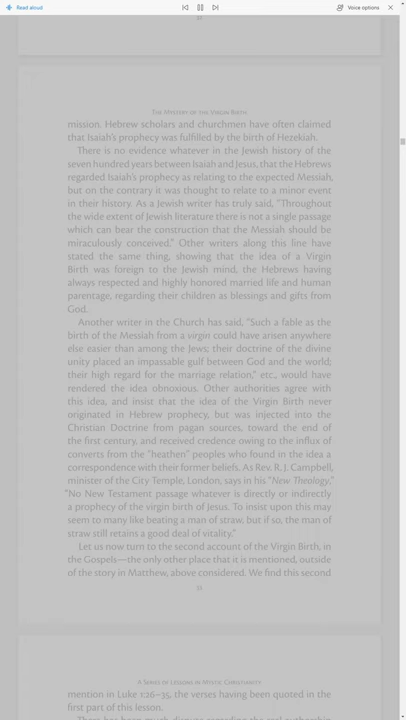 Read aloud
Voice options
The Mystery of the Virgin Birth
mission. Hebrew scholars and churchmen have often claimed
that Isaiah's prophecy was fulfilled by the birth of Hezekiah.
There is no evidence whatever in the Jewish history of the
seven hundred years between Isaiah and Jesus, that the Hebrews
regarded Isaiah's prophecy as relating to the expected Messiah,
but on the contrary it was thought to relate to a minor event
in their history. As a Jewish writer has truly said, “Throughout
the wide extent of Jewish literature there is not a single passage
which can bear the construction that the Messiah should be
miraculously conceived.” Other writers along this line have
stated the same thing, showing that the idea of a Virgin
Birth was foreign to the Jewish mind, the Hebrews having
always respected and highly honored married life and human
parentage, regarding their children as blessings and gifts from
God.
Another writer in the Church has said, “Such a fable as the
birth of the Messiah from a virgin could have arisen anywhere
else easier than among the Jews; their doctrine of the divine
unity placed an impassable gulf between God and the world;
their high regard for the marriage relation,” etc., would have
rendered the idea obnoxious. Other authorities agree with
this idea, and insist that the idea of the Virgin Birth never
originated in Hebrew prophecy, but was injected into the
Christian Doctrine from pagan sources, toward the end of
the first century, and received credence owing to the influx of
converts from the “heathen” peoples who found in the idea a
correspondence with their former beliefs. As Rev. R. J. Campbell,
minister of the City Temple, London, says in his “New Theology,”
“No New Testament passage whatever is directly or indirectly
a prophecy of the virgin birth of Jesus. To insist upon this may
seem to many like beating a man of straw, but if so, the man of
straw still retains a good deal of vitality.”
Let us now turn to the second account of the Virgin Birth, in
the Gospels—the only other place that it is mentioned, outside
of the story in Matthew, above considered. We find this second
A Series of Lessons in Mystic Christianity
mention in Luke 1:26–35, the verses having been quoted in the
first part of this lesson.